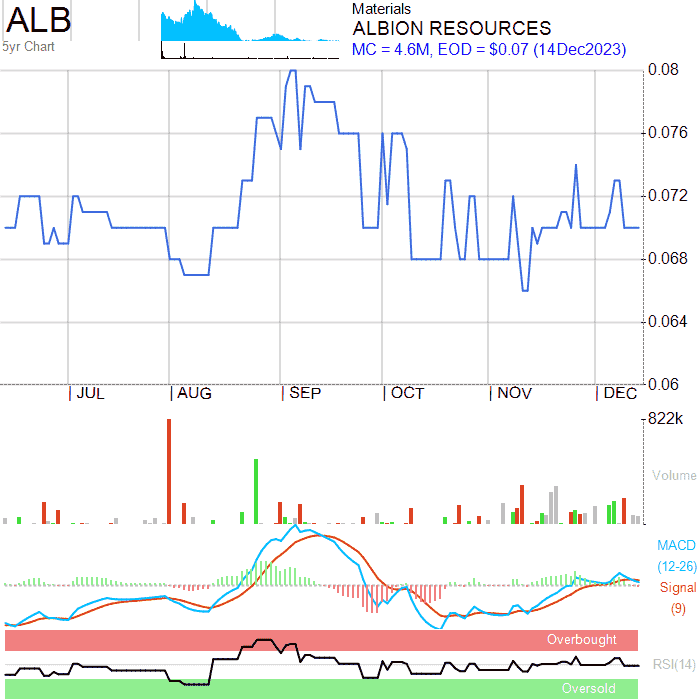 ALB
5yr Chart
Materials
ALBION RESOURCES
MC = 4.6M, EOD = $0.07 (14Dec2023)
0.08
0.076
0.072
0.068
0.064
0.06
JUL AUG SEP OCT NOV DEC
822k
Volume
MACD
(12-26)
Signal
(9)
Overbought
RSI(14)
Oversold